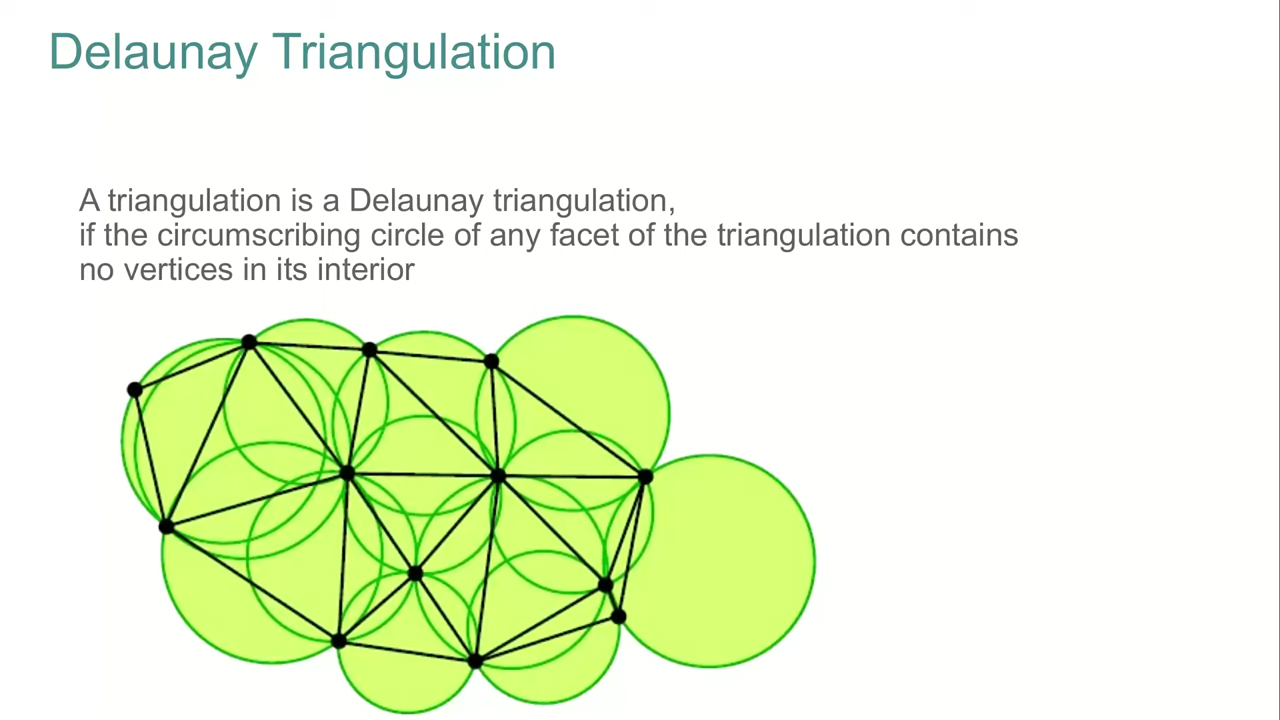 Delaunay Triangulation
A triangulation is a Delaunay triangulation,
if the circumscribing circle of any facet of the triangulation contains
no vertices in its interior